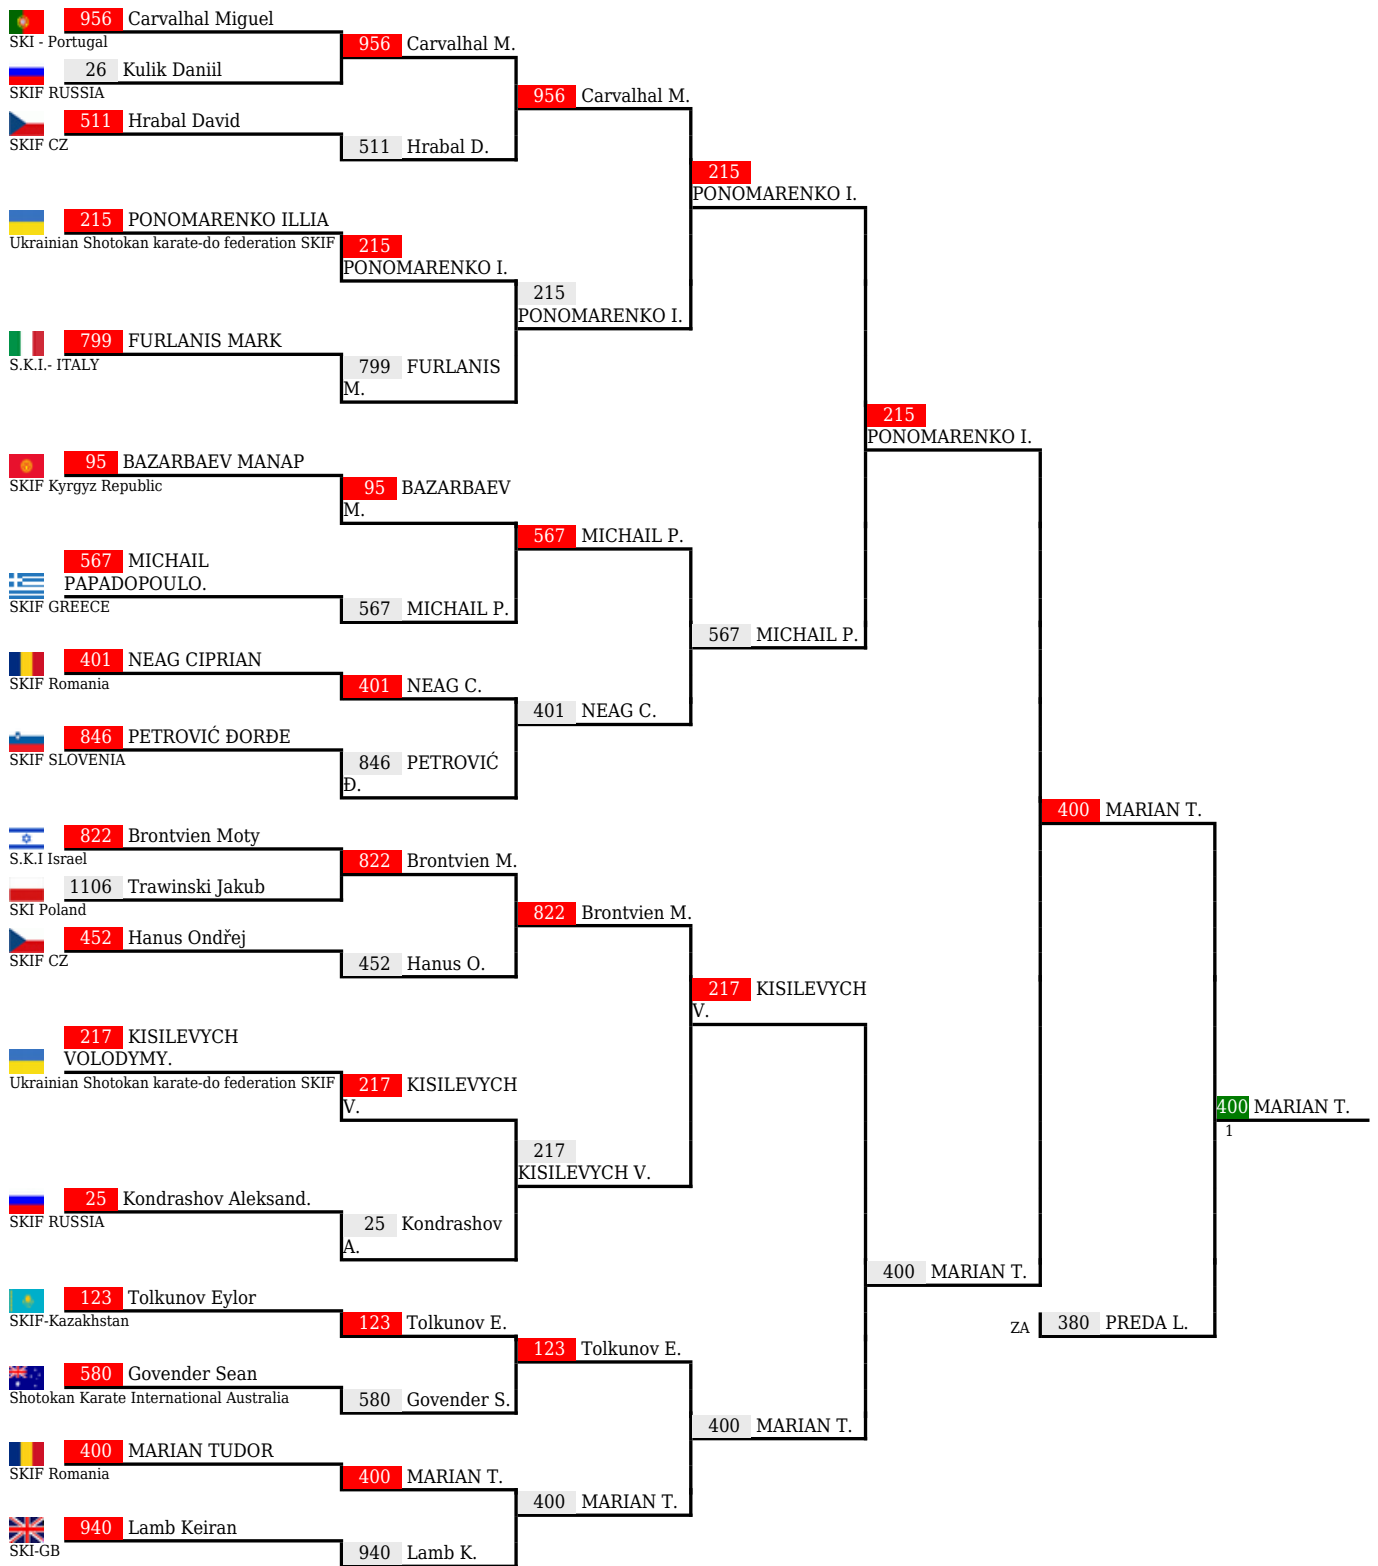 956 Carvalhal Miguel
SKI - Portugal
956 Carvalhal M.
26 Kulik Daniil
SKIF RUSSIA
956 Carvalhal M.
511 Hrabal David
SKIF CZ
511 Hrabal D.
215
PONOMARENKO I.
215 PONOMARENKO ILLIA
Ukrainian Shotokan karate-do federation SKIF
215
PONOMARENKO I.
215
PONOMARENKO I.
799 FURLANIS MARK
S.K.I.- ITALY
799 FURLANIS
M.
215
PONOMARENKO I.
95 BAZARBAEV MANAP
SKIF Kyrgyz Republic
95 BAZARBAEV
M.
567 MICHAIL P.
567 MICHAIL
PAPADOPOULO.
SKIF GREECE
567 MICHAIL P.
567 MICHAIL P.
401 NEAG CIPRIAN
SKIF Romania
401 NEAG C.
401 NEAG C.
846 PETROVIĆ ĐORĐE
SKIF SLOVENIA
846 PETROVIĆ
Đ.
400 MARIAN T.
822 Brontvien Moty
S.K.I Israel
822 Brontvien M.
1106 Trawinski Jakub
SKI Poland
822 Brontvien M.
452 Hanus Ondřej
SKIF CZ
452 Hanus O.
217 KISILEVYCH
V.
217 KISILEVYCH
VOLODYMY.
Ukrainian Shotokan karate-do federation SKIF
217 KISILEVYCH
V.
400 MARIAN T.
1
217
KISILEVYCH V.
25 Kondrashov Aleksand.
SKIF RUSSIA
25 Kondrashov
A.
400 MARIAN T.
123 Tolkunov Eylor
SKIF-Kazakhstan
123 Tolkunov E.
ZA 380 PREDA L.
123 Tolkunov E.
580 Govender Sean
Shotokan Karate International Australia
580 Govender S.
400 MARIAN T.
400 MARIAN TUDOR
SKIF Romania
400 MARIAN T.
400 MARIAN T.
940 Lamb Keiran
SKI-GB
940 Lamb K.